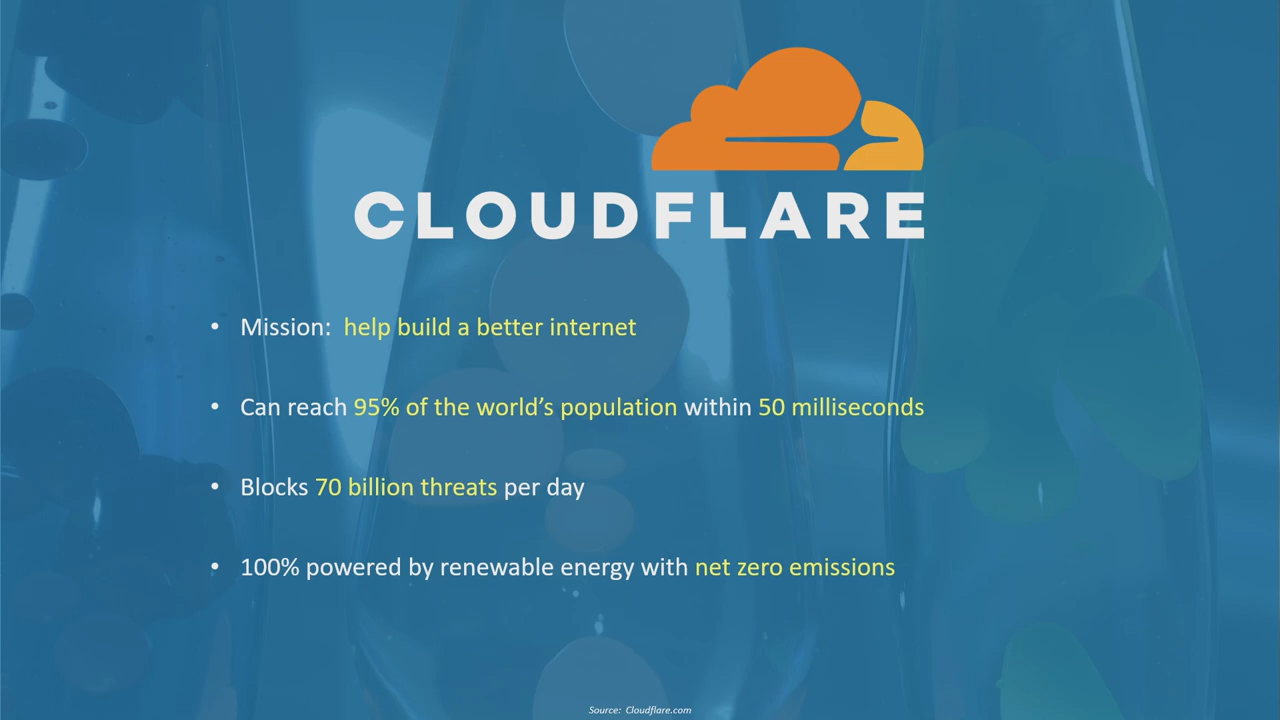 CLOUDFLARE
• Mission:  help build a better internet
• Can reach 95% of the world’s population within 50 milliseconds
• Blocks 70 billion threats per day
• 100% powered by renewable energy with net zero emissions
Source:  Cloudflare.com